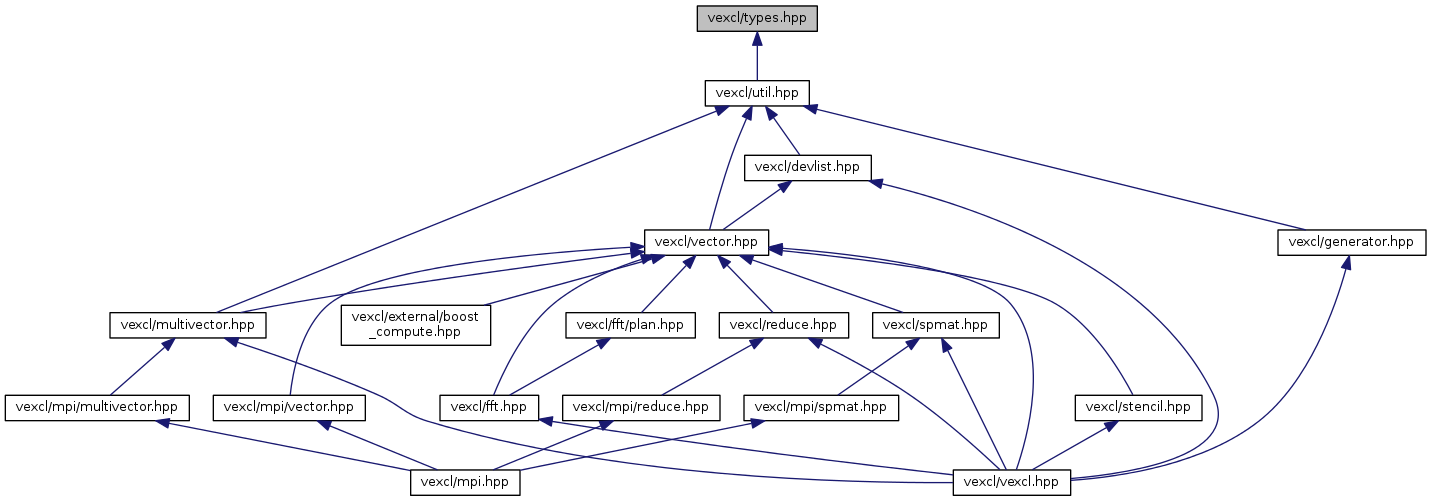 vexcl/types.hpp
vexcl/util.hpp
vexcl/devlist.hpp
vexcl/vector.hpp
vexcl/generator.hpp
vexcl/multivector.hpp
vexcl/external/boost
_compute.hpp
vexcl/fft/plan.hpp
vexcl/reduce.hpp
vexcl/spmat.hpp
vexcl/mpi/multivector.hpp
vexcl/mpi/vector.hpp
vexcl/fft.hpp
vexcl/mpi/reduce.hpp
vexcl/mpi/spmat.hpp
vexcl/stencil.hpp
vexcl/mpi.hpp
vexcl/vexcl.hpp